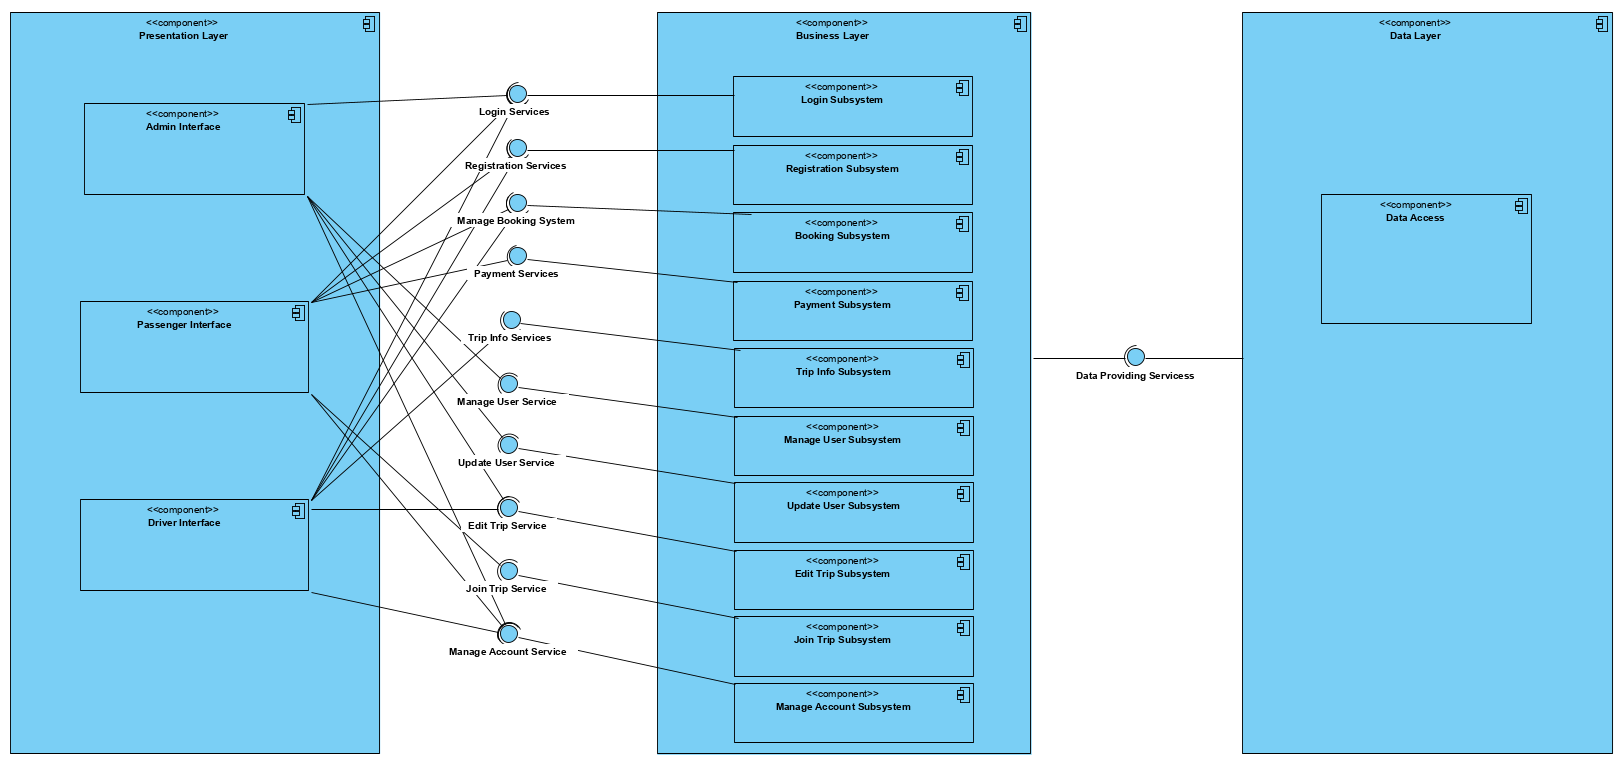 <<component>>
Presentation Layer
<<component>>
Admin Interface
<<component>>
Passenger Interface
<<component>>
Driver Interface
Login Services
Registration Services
Manage Booking System
Payment Services
Trip Info Services
Manage User Service
Update User Service
Edit Trip Service
Join Trip Service
Manage Account Service
<<component>>
Business Layer
<<component>>
Login Subsystem
<<component>>
Registration Subsystem
<<component>>
Booking Subsystem
<<component>>
Payment Subsystem
<<component>>
Trip Info Subsystem
<<component>>
Manage User Subsystem
<<component>>
Update User Subsystem
<<component>>
Edit Trip Subsystem
<<component>>
Join Trip Subsystem
<<component>>
Manage Account Subsystem
Data Providing Servicess
<<component>>
Data Layer
<<component>>
Data Access